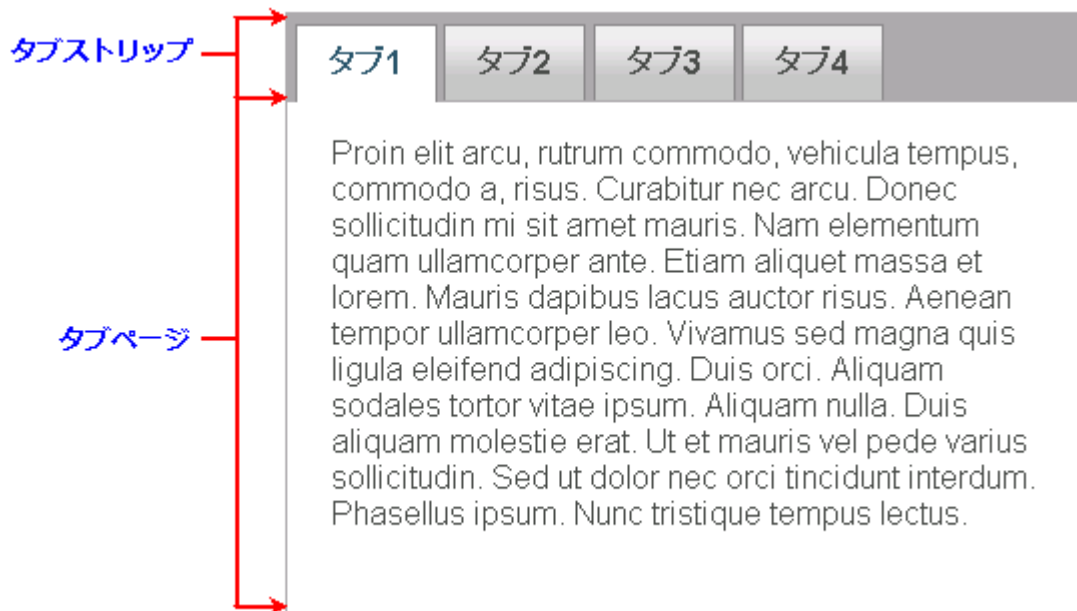 タブストリップ
タブ1 タブ2 タブ3 タブ4
Proin elit arcu, rutrum commodo, vehicula tempus,
commodo a, risus. Curabitur nec arcu. Donec
sollicitudin mi sit amet mauris. Nam elementum
quam ullamcorper ante. Etiam aliquet massa et
lorem. Mauris dapibus lacus auctor risus. Aenean
tempor ullamcorper leo. Vivamus sed magna quis
ligula eleifend adipiscing. Duis orci. Aliquam
sodales tortor vitae ipsum. Aliquam nulla. Duis
aliquam molestie erat. Ut et mauris vel pede varius
sollicitudin. Sed ut dolor nec orci tincidunt interdum.
Phasellus ipsum. Nunc tristique tempus lectus.
タブページ